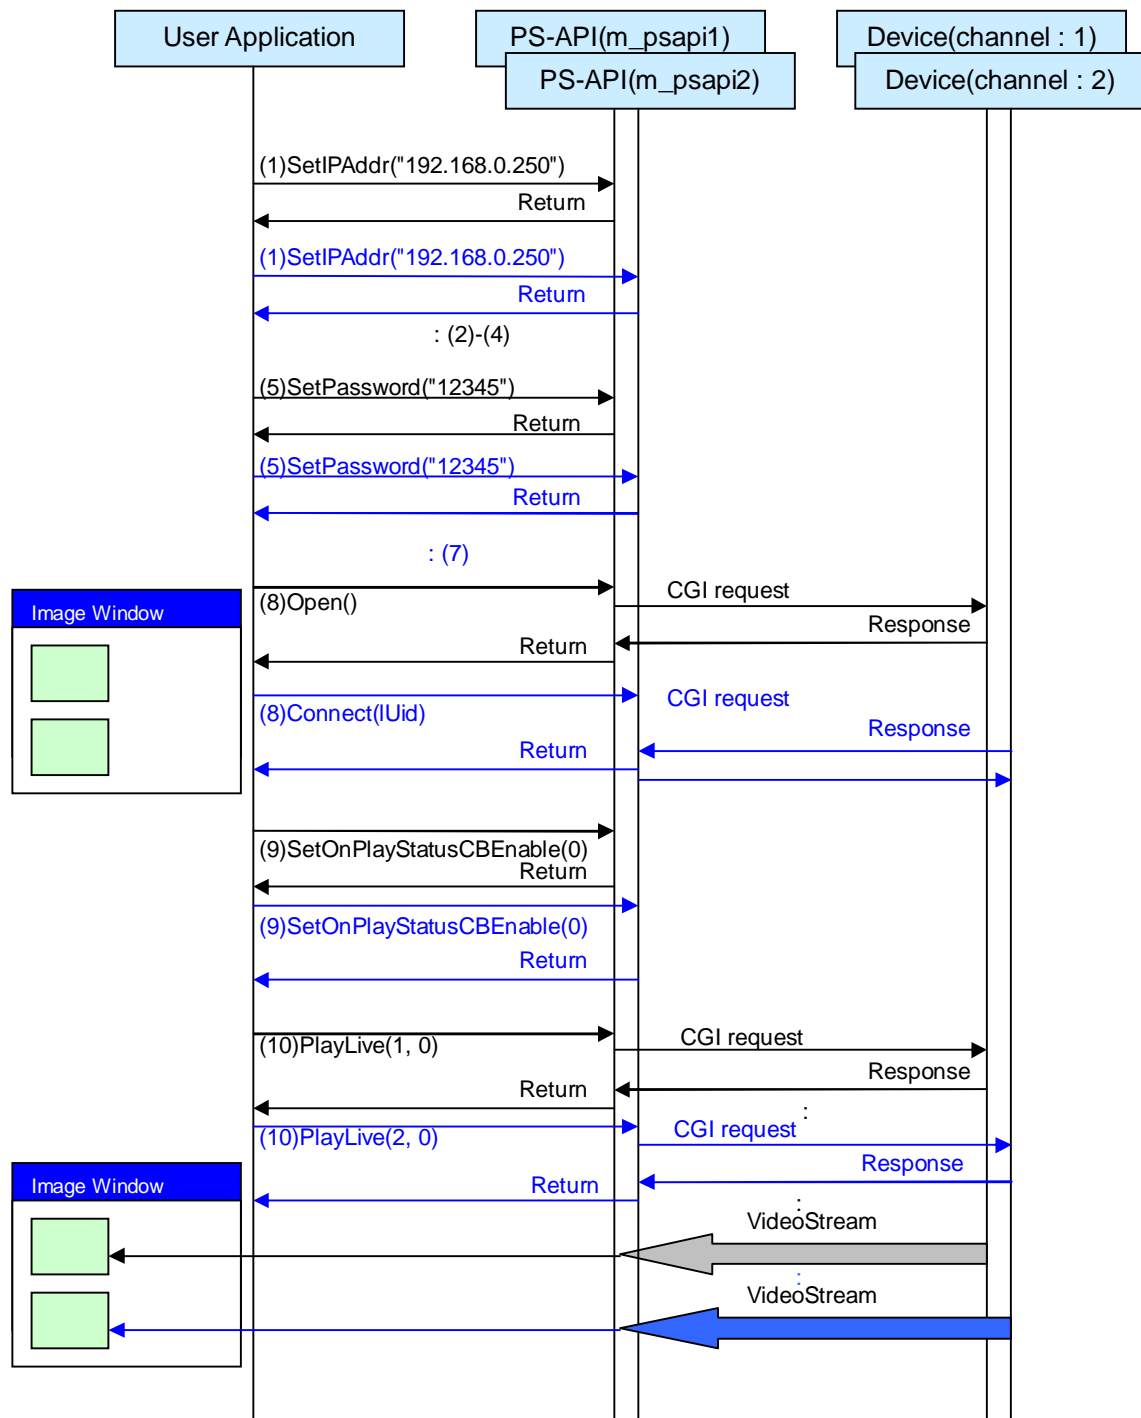 User Application
PS-API(m_psapi1)
Device(channel : 1)
PS-API(m_psapi2)
Device(channel : 2)
(1)SetIPAddr("192.168.0.250")
Return
(1)SetIPAddr("192.168.0.250")
Return
: (2)-(4)
(5)SetPassword("12345")
Return
(5)SetPassword("12345")
Return
: (7)
(8)Open()
CGI request
Image Window
Response
Return
(8)Connect(lUid)
CGI request
Response
Return
(9)SetOnPlayStatusCBEnable(0)
Return
(9)SetOnPlayStatusCBEnable(0)
Return
(10)PlayLive(1, 0)
CGI request
Response
Return
:
(10)PlayLive(2, 0)
CGI request
Response
Image Window
Return
:
VideoStream
:
VideoStream